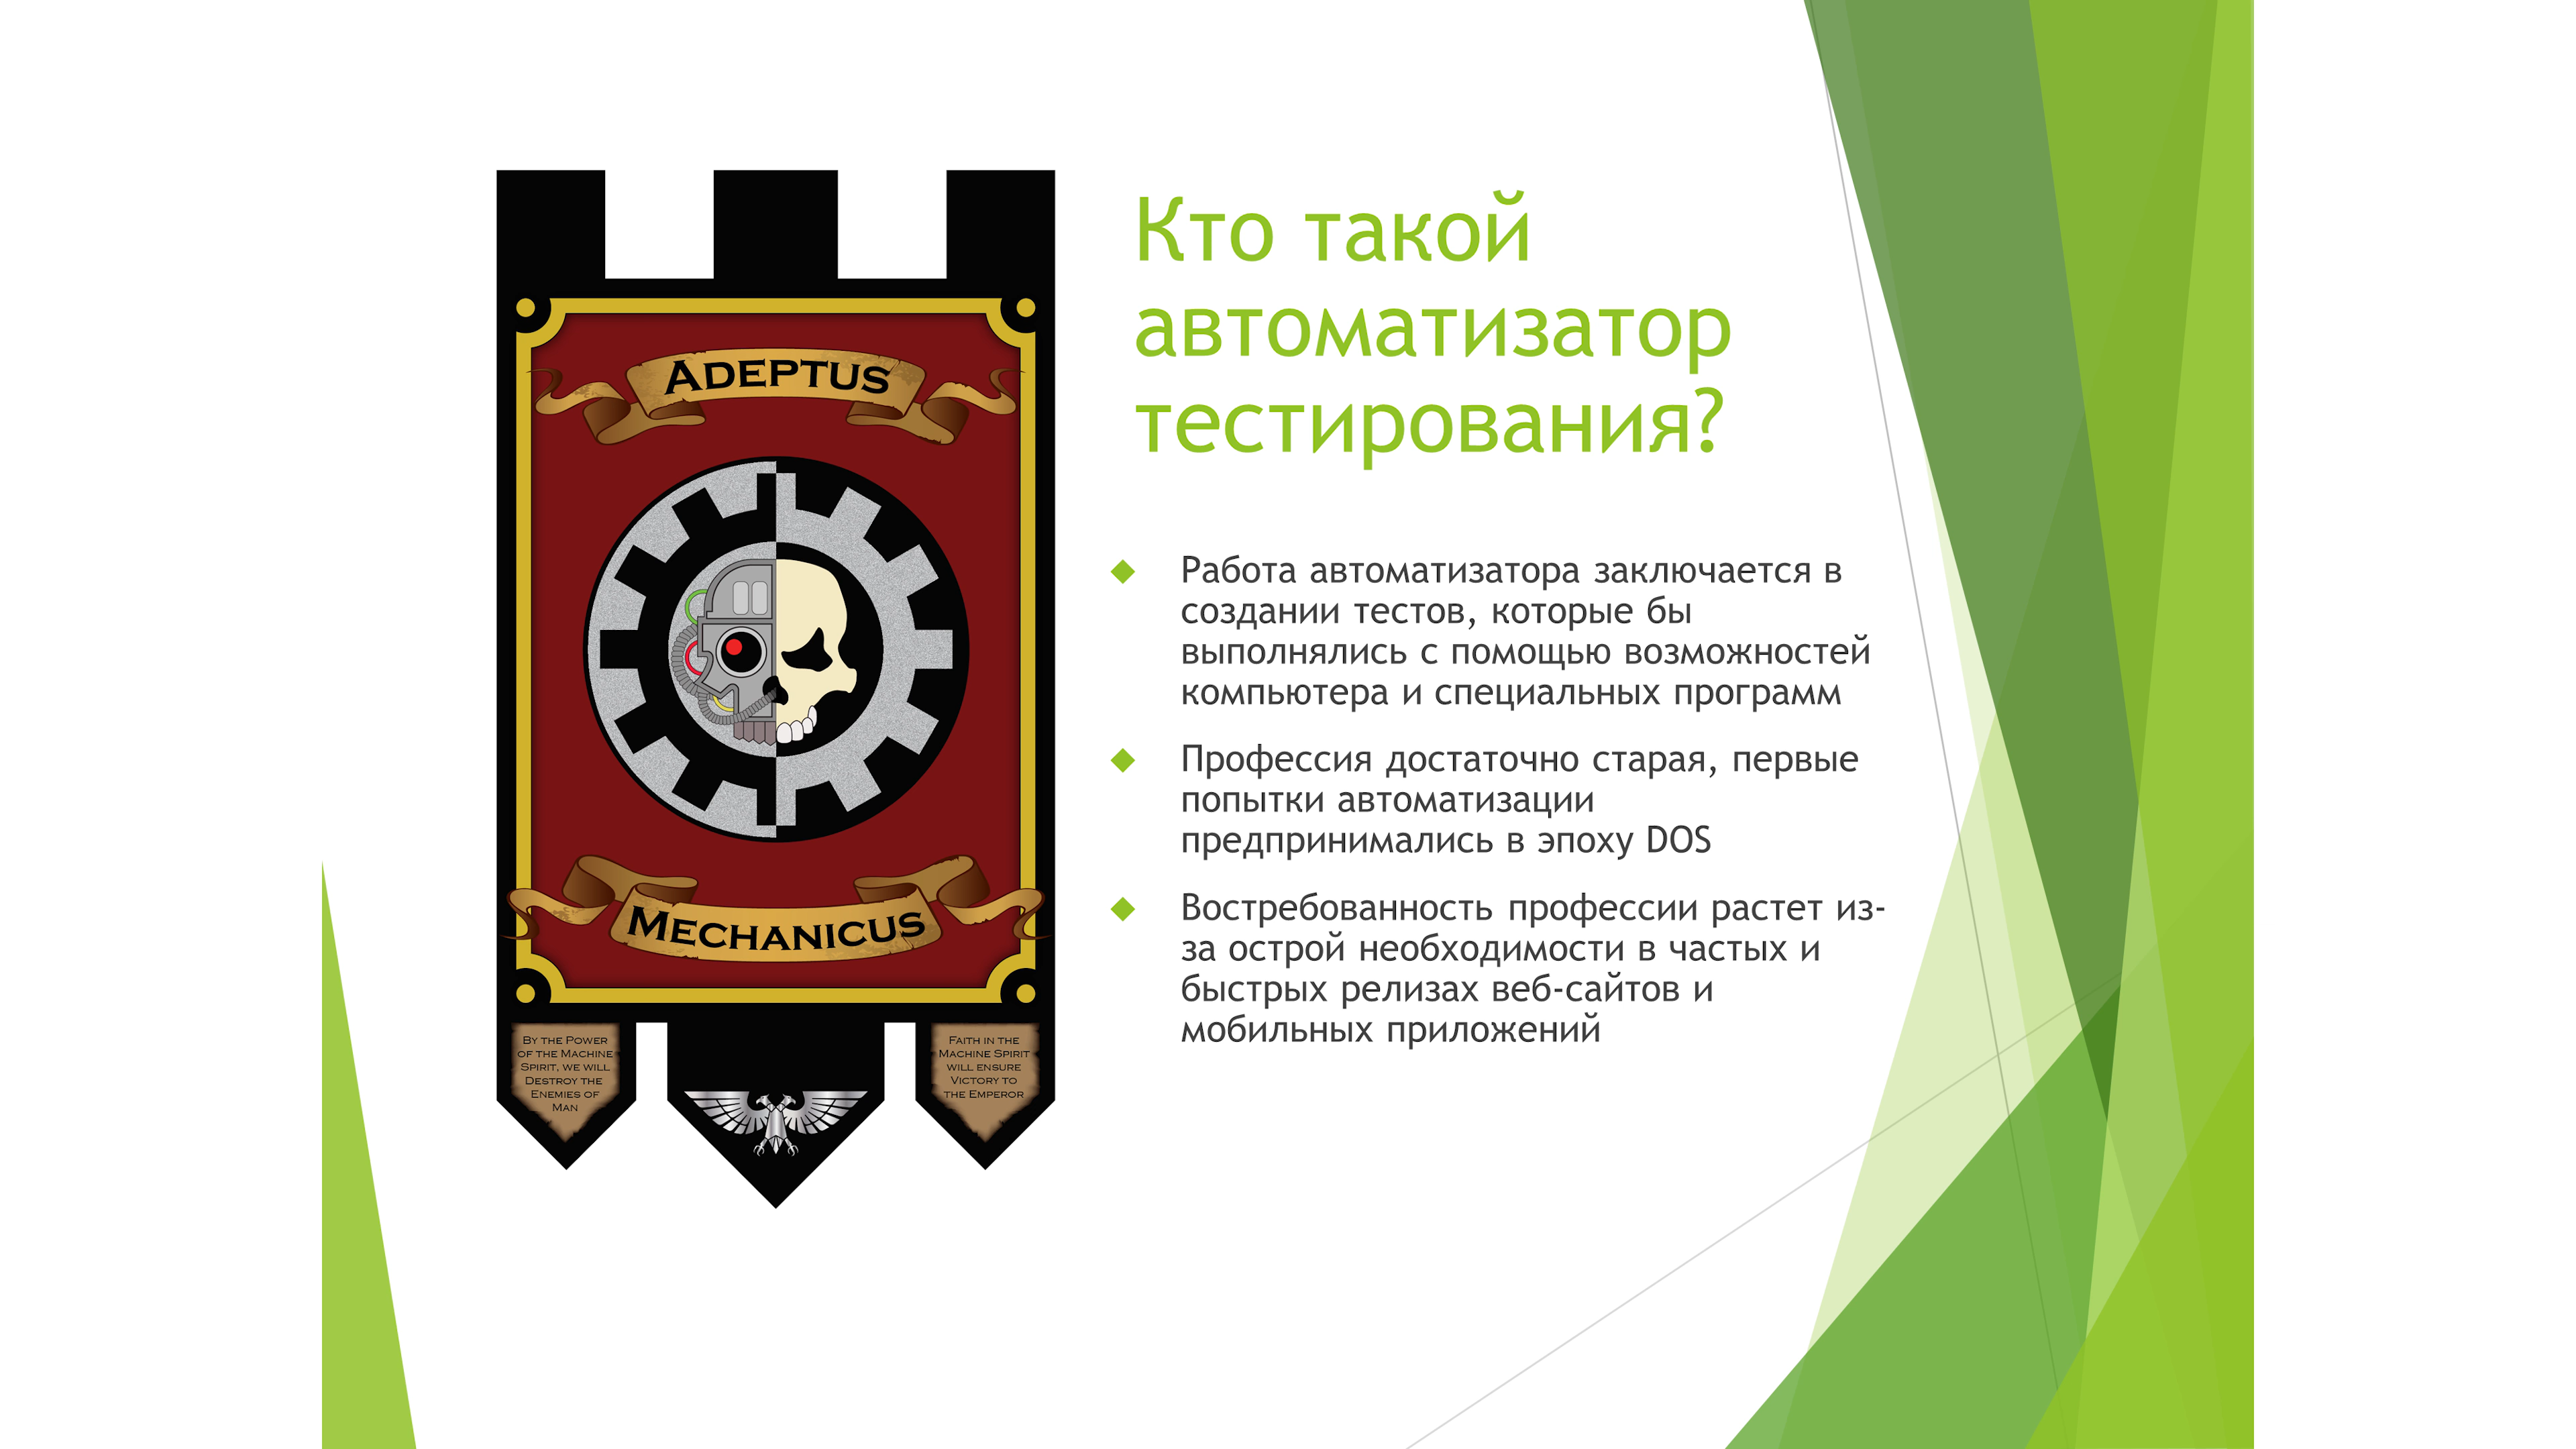 ADEPTUS
MECHANICUS
BY THE POWER
OF THE MACHINE
SPIRIT, WE WILL
DESTROY THE
ENEMIES OF
MAN
FAITH IN THE
MACHINE SPIRIT
WILL ENSURE
VICTORY TO
THE EMPEROR
Кто такой
автоматизатор
тестирования?
Работа автоматизатора заключается в
создании тестов, которые бы
выполнялись с помощью возможностей
компьютера и специальных программ
Профессия достаточно старая, первые
попытки автоматизации
предпринимались в эпоху DOS
Востребованность профессии растет из-
за острой необходимости в частых и
быстрых релизах веб-сайтов и
мобильных приложений